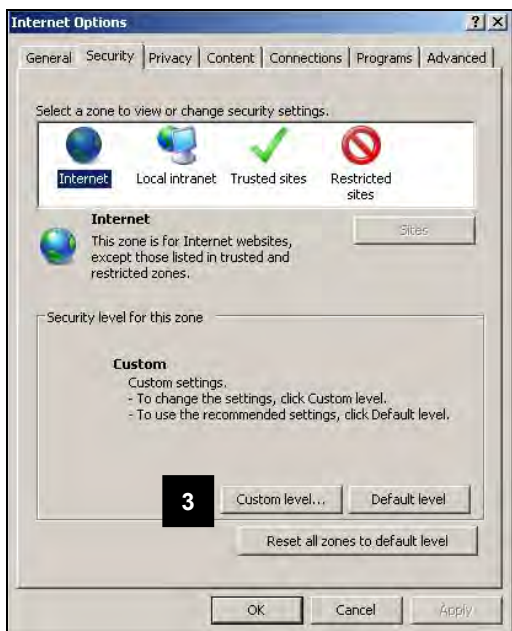 Internet Options
General Security Privacy Content Connections Programs Advanced
Select a zone to view or change security settings.
Internet Local intranet Trusted sites Restricted
sites
Internet
This zone is for Internet websites,
except those listed in trusted and
restricted zones.
Sites
Security level for this zone
Custom
Custom settings.
- To change the settings, click Custom level.
- To use the recommended settings, click Default level.
3
Custom level... Default level
Reset all zones to default level
OK Cancel Apply